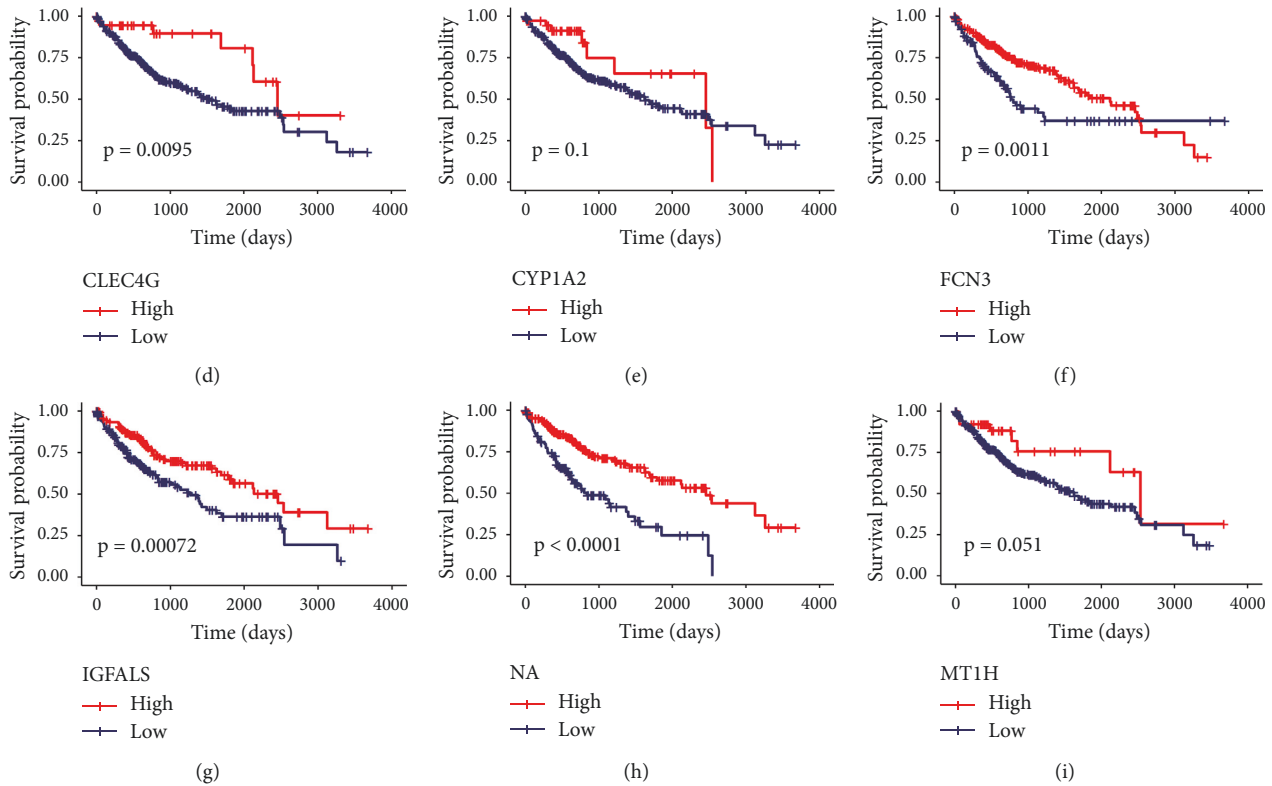 Survival probability
1.00
0.75
0.50
0.25
0.00
p = 0.0095
0 1000 2000 3000 4000
Time (days)
CLEC4G
High
Low
(d)
Survival probability
1.00
0.75
0.50
0.25
0.00
p = 0.1
0 1000 2000 3000 4000
Time (days)
CYP1A2
High
Low
(e)
Survival probability
1.00
0.75
0.50
0.25
0.00
p = 0.0011
0 1000 2000 3000 4000
Time (days)
FCN3
High
Low
(f)
Survival probability
1.00
0.75
0.50
0.25
0.00
p = 0.00072
0 1000 2000 3000 4000
Time (days)
IGFALS
High
Low
(g)
Survival probability
1.00
0.75
0.50
0.25
0.00
p < 0.0001
0 1000 2000 3000 4000
Time (days)
NA
High
Low
(h)
Survival probability
1.00
0.75
0.50
0.25
0.00
p = 0.051
0 1000 2000 3000 4000
Time (days)
MT1H
High
Low
(i)